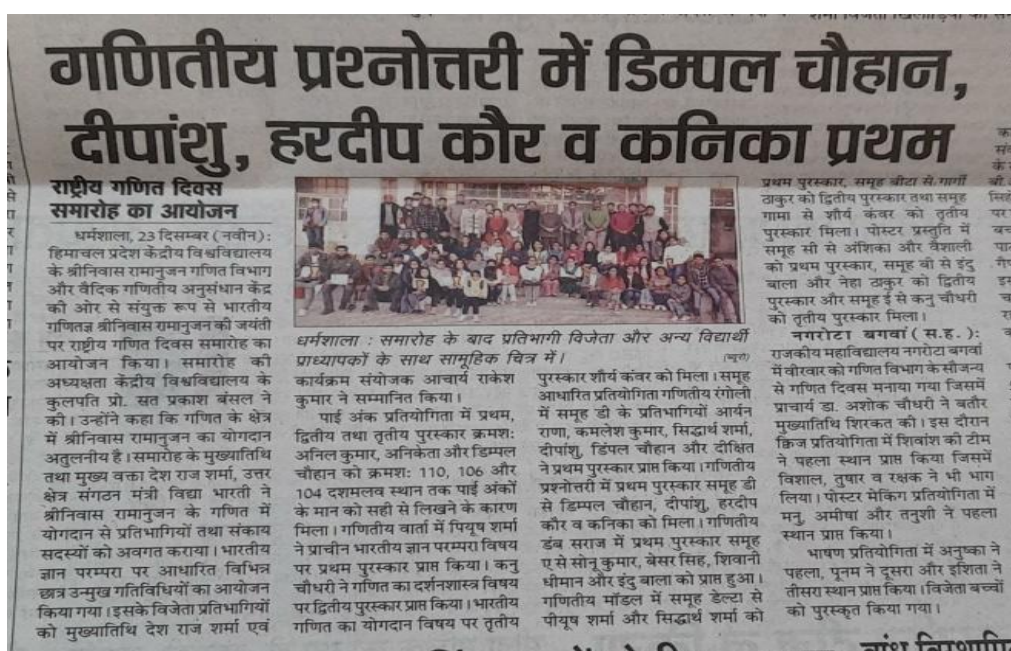 गणितीय प्रश्नोत्तरी में डिम्पल चौहान,
दीपांशु, हरदीप कौर व कनिका प्रथम
राष्ट्रीय गणित दिवस
समारोह का आयोजन
धर्मशाला, 23 दिसम्बर (नवीन):
हिमाचल प्रदेश केंद्रीय विश्वविद्यालय
के श्रीनिवास रामानुजन गणित विभाग
और वैदिक गणितीय अनुसंधान केंद्र
की ओर से संयुक्त रूप से भारतीय
गणितज्ञ श्रीनिवास रामानुजन की जयंती
पर राष्ट्रीय गणित दिवस समारोह का
आयोजन किया। समारोह की
अध्यक्षता केंद्रीय विश्वविद्यालय के
कुलपति प्रो. सत प्रकाश बंसल ने
की। उन्होंने कहा कि गणित के क्षेत्र
में श्रीनिवास रामानुजन का योगदान
अतुलनीय है। समारोह के मुख्यातिथि
तथा मुख्य वक्ता देश राज शर्मा, उत्तर
क्षेत्र संगठन मंत्री विद्या भारती ने
श्रीनिवास रामानुजन के गणित में
योगदान से प्रतिभागियों तथा संकाय
सदस्यों को अवगत कराया। भारतीय
ज्ञान परम्परा पर आधारित विभिन्न
छात्र उन्मुख गतिविधियों का आयोजन
किया गया। इसके विजेता प्रतिभागियों
को मुख्यातिथि देश राज शर्मा एवं
धर्मशाला : समारोह के बाद प्रतिभागी विजेता और अन्य विद्यार्थी
प्राध्यापकों के साथ सामूहिक चित्र में। (ब्यूरो)
कार्यक्रम संयोजक आचार्य राकेश
कुमार ने सम्मानित किया।
पाई अंक प्रतियोगिता में प्रथम,
द्वितीय तथा तृतीय पुरस्कार क्रमश:
अनिल कुमार, अनिकेता और डिम्पल
चौहान को क्रमश: 110, 106 और
104 दशमलव स्थान तक पाई अंकों
के मान को सही से लिखने के कारण
मिला। गणितीय वार्ता में पियूष शर्मा
ने प्राचीन भारतीय ज्ञान परम्परा विषय
पर प्रथम पुरस्कार प्राप्त किया। कनु
चौधरी ने गणित का दर्शनशास्त्र विषय
पर द्वितीय पुरस्कार प्राप्त किया। भारतीय
गणित का योगदान विषय पर तृतीय
पुरस्कार शौर्य कंवर को मिला। समूह
आधारित प्रतियोगिता गणितीय रंगोली
में समूह डी के प्रतिभागियों आर्यन
राणा, कमलेश कुमार, सिद्धार्थ शर्मा,
दीपांशु, डिंपल चौहान और दीक्षित
ने प्रथम पुरस्कार प्राप्त किया। गणितीय
प्रश्नोत्तरी में प्रथम पुरस्कार समूह डी
से डिम्पल चौहान, दीपांशु, हरदीप
कौर व कनिका को मिला। गणितीय
डंब सराज में प्रथम पुरस्कार समूह
ए से सोनू कुमार, बेसर सिंह, शिवानी
धीमान और इंदु बाला को प्राप्त हुआ।
गणितीय मॉडल में समूह डेल्टा से
पीयूष शर्मा और सिद्धार्थ शर्मा को
प्रथम पुरस्कार, समूह बीटा से गार्गी
ठाकुर को द्वितीय पुरस्कार तथा समूह
गामा से शौर्य कंवर को तृतीय
पुरस्कार मिला। पोस्टर प्रस्तुति में
समूह सी से अंशिका और वैशाली
को प्रथम पुरस्कार, समूह बी से इंदु
बाला और नेहा ठाकुर को द्वितीय
पुरस्कार और समूह ई से कनु चौधरी
को तृतीय पुरस्कार मिला।
नगरोटा बगवां (स.ह.):
राजकीय महाविद्यालय नगरोटा बगवां
में वीरवार को गणित विभाग के सौजन्य
से गणित दिवस मनाया गया जिसमें
प्राचार्य डा. अशोक चौधरी ने बतौर
मुख्यातिथि शिरकत की। इस दौरान
क्विज प्रतियोगिता में शिवांश की टीम
ने पहला स्थान प्राप्त किया जिसमें
विशाल, तुषार व रक्षक ने भी भाग
लिया। पोस्टर मेकिंग प्रतियोगिता में
मनु, अमीषा और तनुशी ने पहला
स्थान प्राप्त किया।
भाषण प्रतियोगिता में अनुष्का ने
पहला, पूनम ने दूसरा और इशिता ने
तीसरा स्थान प्राप्त किया। विजेता बच्चों
को पुरस्कृत किया गया।